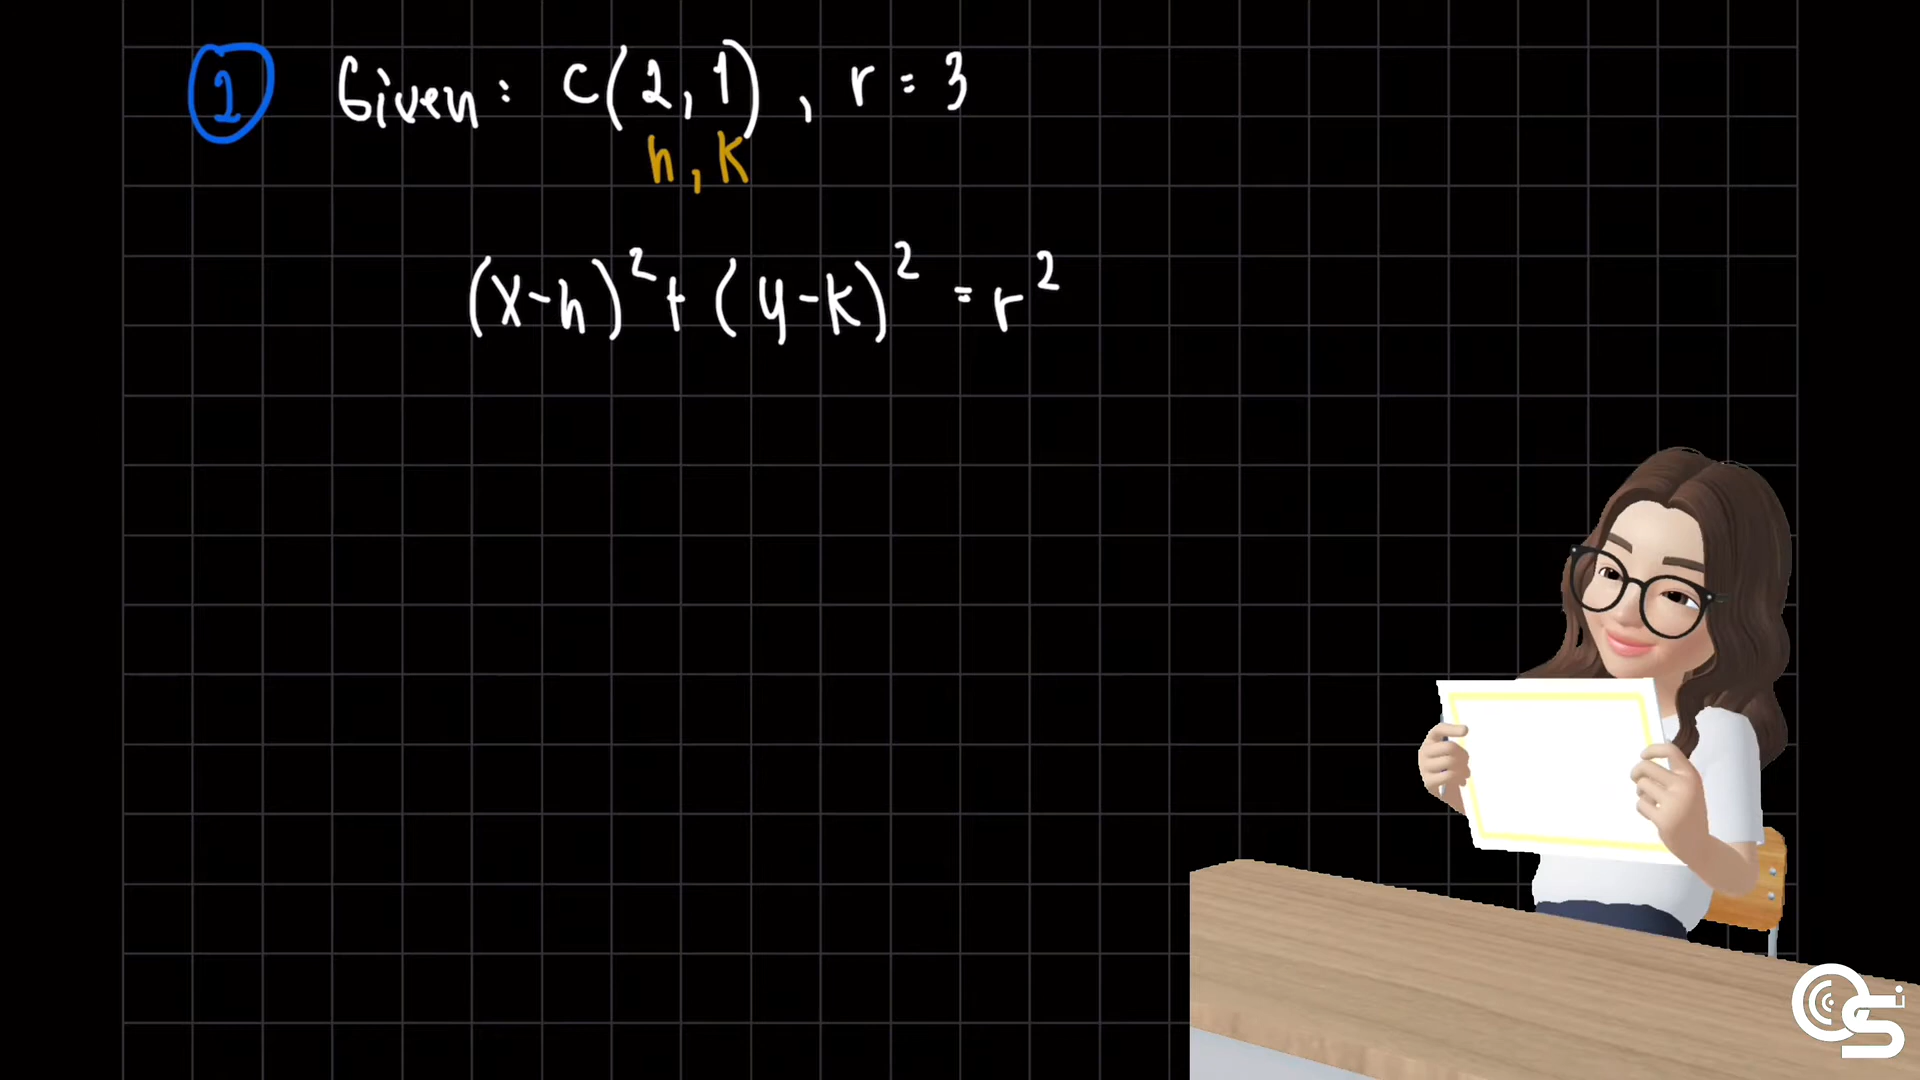 1 Given: C(2,1), r = 3
h, k
(x-h)² + (y-k)² = r²